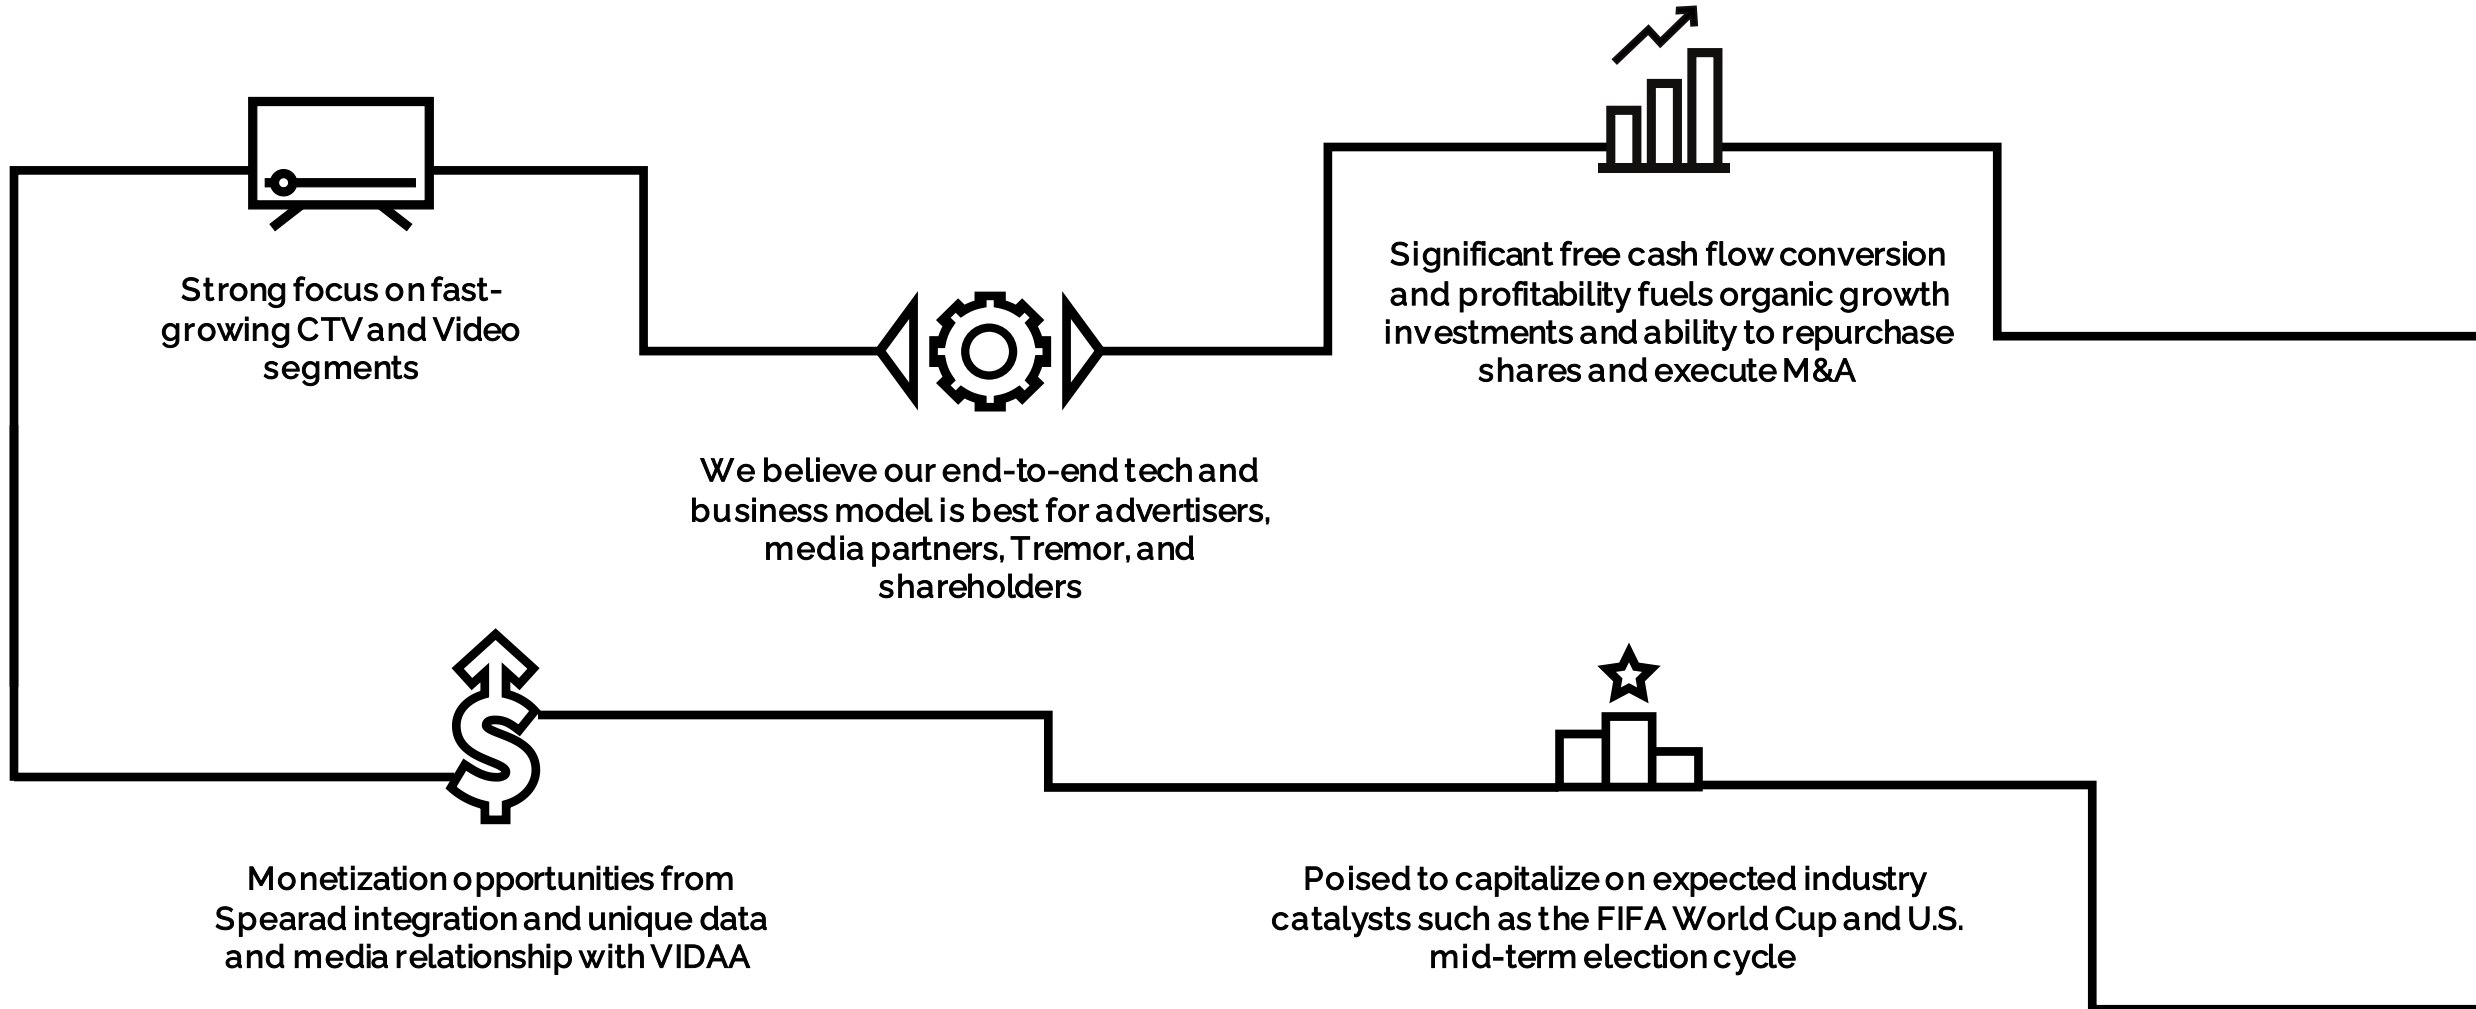 Strong focus on fast-
growing CTV and Video
segments
We believe our end-to-end tech and
business model is best for advertisers,
media partners, Tremor, and
shareholders
Significant free cash flow conversion
and profitability fuels organic growth
investments and ability to repurchase
shares and execute M&A
Monetization opportunities from
Spearad integration and unique data
and media relationship with VIDAA
Poised to capitalize on expected industry
catalysts such as the FIFA World Cup and U.S.
mid-term election cycle